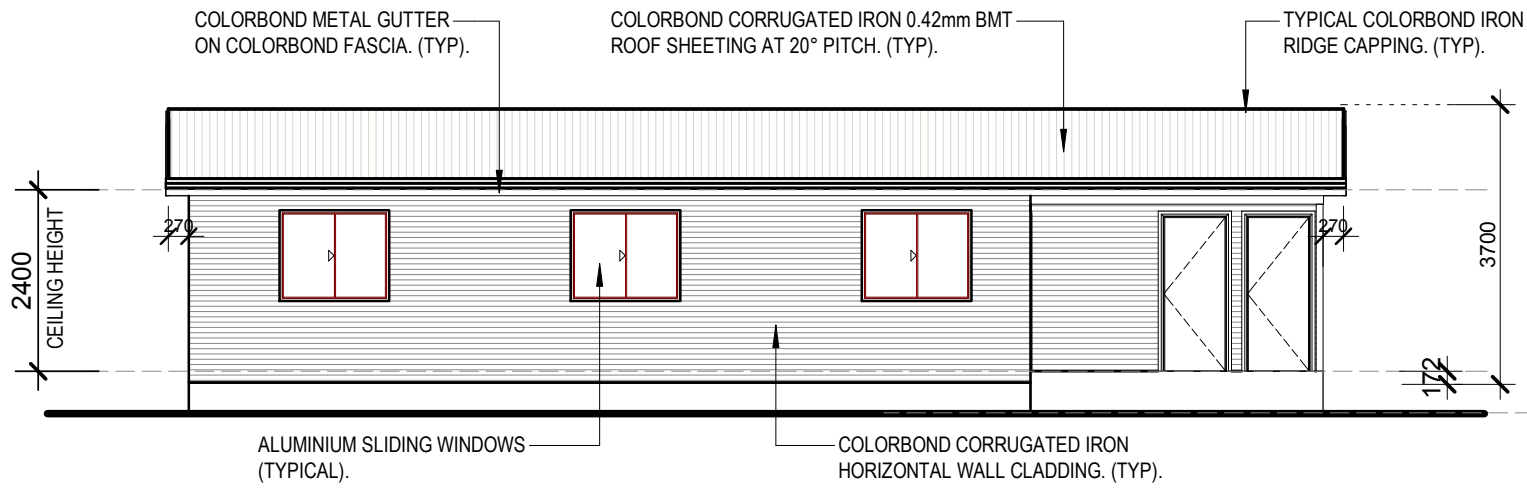 COLORBOND METAL GUTTER
ON COLORBOND FASCIA. (TYP).
COLORBOND CORRUGATED IRON 0.42mm BMT
ROOF SHEETING AT 20° PITCH. (TYP).
TYPICAL COLORBOND IRON
RIDGE CAPPING. (TYP).
270
270
2400
CEILING HEIGHT
3700
172
ALUMINIUM SLIDING WINDOWS
(TYPICAL).
COLORBOND CORRUGATED IRON
HORIZONTAL WALL CLADDING. (TYP).